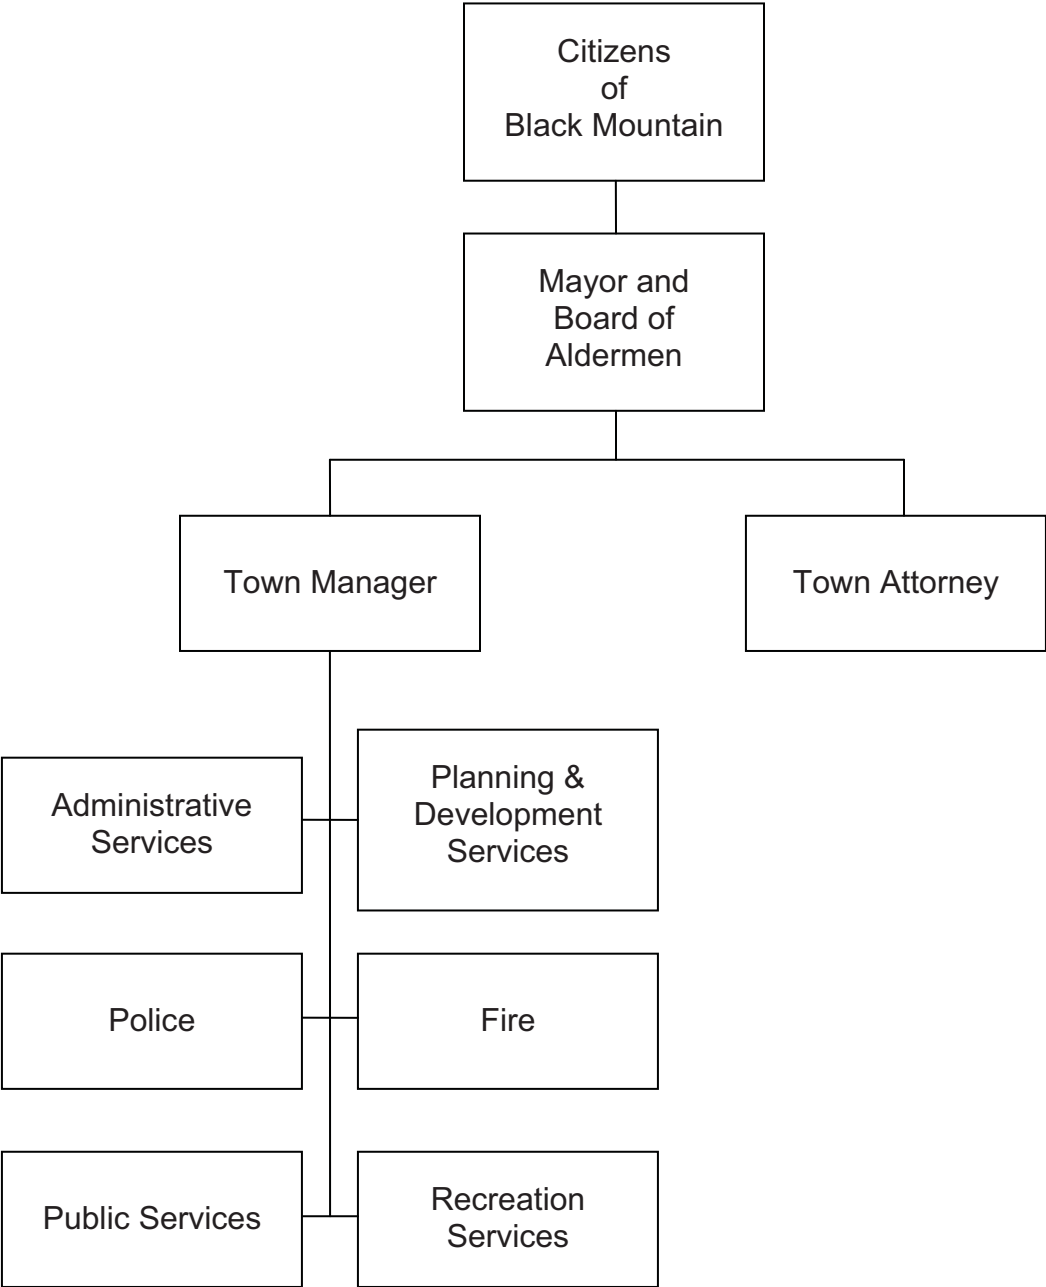 Citizens
of
Black Mountain
Mayor and
Board of
Aldermen
Town Manager
Town Attorney
Administrative
Services
Planning &
Development
Services
Police
Fire
Public Services
Recreation
Services